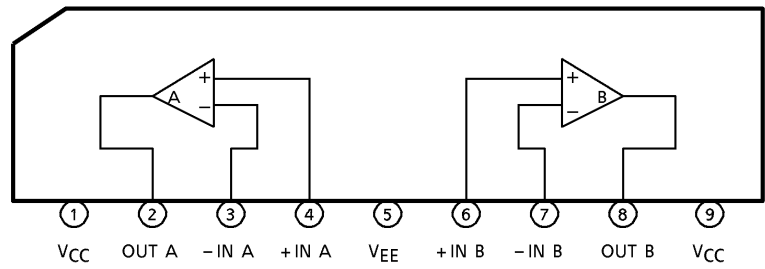 + +
A B
− −
1 2 3 4 5 6 7 8 9
VCC OUT A −IN A +IN A VEE +IN B −IN B OUT B VCC